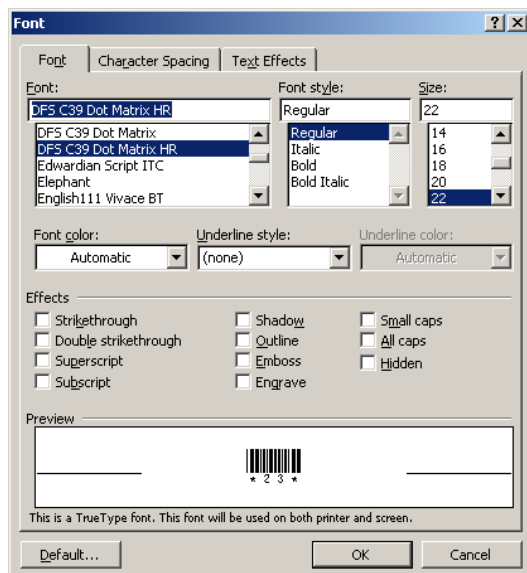 Font
Font Character Spacing Text Effects
Font: Font style: Size:
DFS C39 Dot Matrix HR Regular 22
DFS C39 Dot Matrix Regular 14
DFS C39 Dot Matrix HR Italic 16
Edwardian Script ITC Bold 18
Elephant Bold Italic 20
English111 Vivace BT 22
Font color: Underline style: Underline color:
Automatic (none) Automatic
Effects
Strikethrough Shadow Small caps
Double strikethrough Outline All caps
Superscript Emboss Hidden
Subscript Engrave
Preview
* 2 3 *
This is a TrueType font. This font will be used on both printer and screen.
Default... OK Cancel